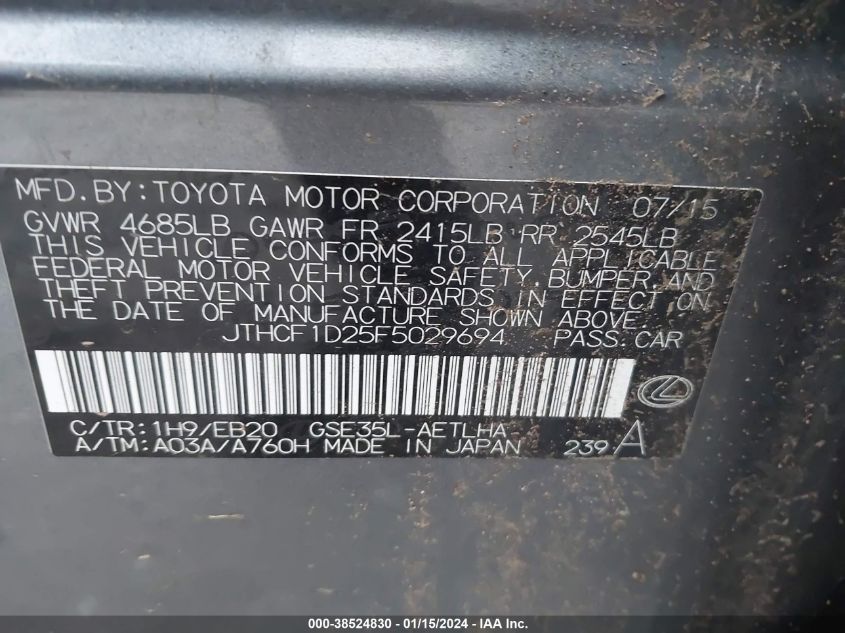 MFD.BY:TOYOTA MOTOR CORPORATION 07/15
GVWR 4685LB GAWR FR 2415LB RR 2545LB
THIS VEHICLE CONFORMS TO ALL APPLICABLE
FEDERAL MOTOR VEHICLE SAFETY,BUMPER,AND
THEFT PREVENTION STANDARDS IN EFFECT ON
THE DATE OF MANUFACTURE SHOWN ABOVE.
JTHCF1D25F5029694 PASS.CAR
C/TR:1H9/EB20 GSE35L-AETLHA
A/TM:A03A/A760H MADE IN JAPAN 239 A
000-38524830 - 01/15/2024 - IAA Inc.